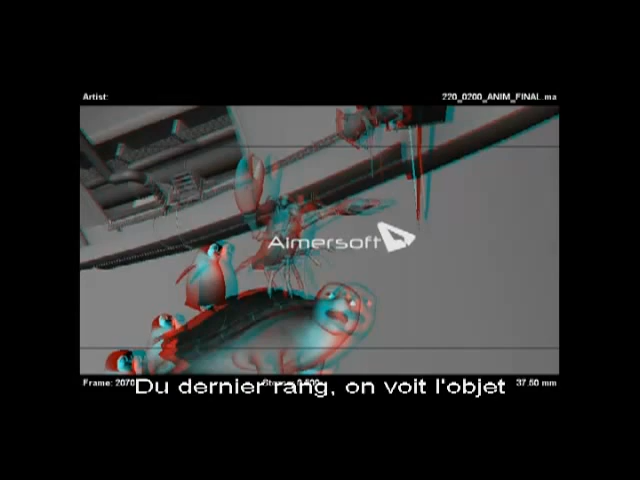 Artist:
220_0200_ANIM_FINAL.ma
Aimersoft
Frame: 2070
37.50 mm
Du dernier rang, on voit l'objet